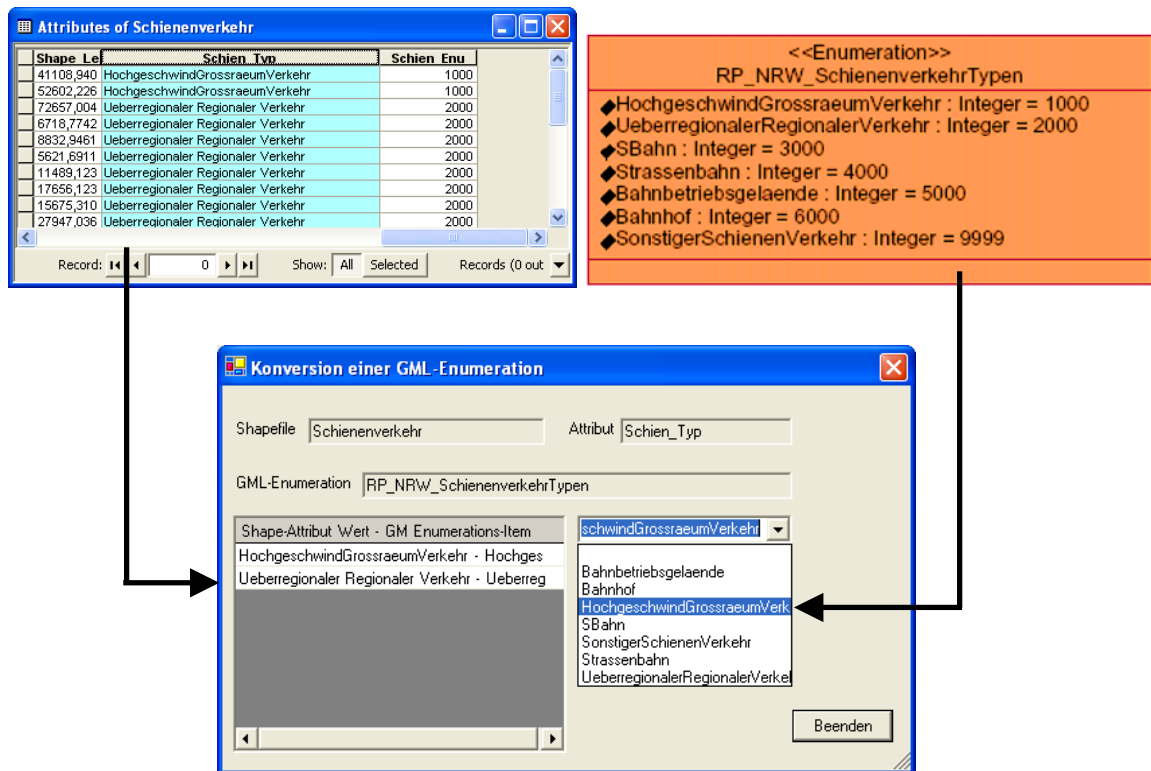 Attributes of Schienenverkehr
Shape_Le Schien_Typ Schien_Enu
41108,940 HochgeschwindGrossraeumVerkehr 1000
52602,226 HochgeschwindGrossraeumVerkehr 1000
72657,004 Ueberregionaler Regionaler Verkehr 2000
6718,7742 Ueberregionaler Regionaler Verkehr 2000
8832,9461 Ueberregionaler Regionaler Verkehr 2000
5621,6911 Ueberregionaler Regionaler Verkehr 2000
11489,123 Ueberregionaler Regionaler Verkehr 2000
17656,123 Ueberregionaler Regionaler Verkehr 2000
15675,310 Ueberregionaler Regionaler Verkehr 2000
27947,036 Ueberregionaler Regionaler Verkehr 2000
Record: 0 Show: All Selected Records (0 out
<<Enumeration>>
RP_NRW_SchienenverkehrTypen
HochgeschwindGrossraeumVerkehr : Integer = 1000
UeberregionalerRegionalerVerkehr : Integer = 2000
SBahn : Integer = 3000
Strassenbahn : Integer = 4000
Bahnbetriebsgelaende : Integer = 5000
Bahnhof : Integer = 6000
SonstigerSchienenVerkehr : Integer = 9999
Konversion einer GML-Enumeration
Shapefile Schienenverkehr Attribut Schien_Typ
GML-Enumeration RP_NRW_SchienenverkehrTypen
Shape-Attribut Wert - GM Enumerations-Item
HochgeschwindGrossraeumVerkehr - Hochges
Ueberregionaler Regionaler Verkehr - Ueberreg
schwindGrossraeumVerkehr
Bahnbetriebsgelaende
Bahnhof
HochgeschwindGrossraeumVerk
SBahn
SonstigerSchienenVerkehr
Strassenbahn
UeberregionalerRegionalerVerkel
Beenden